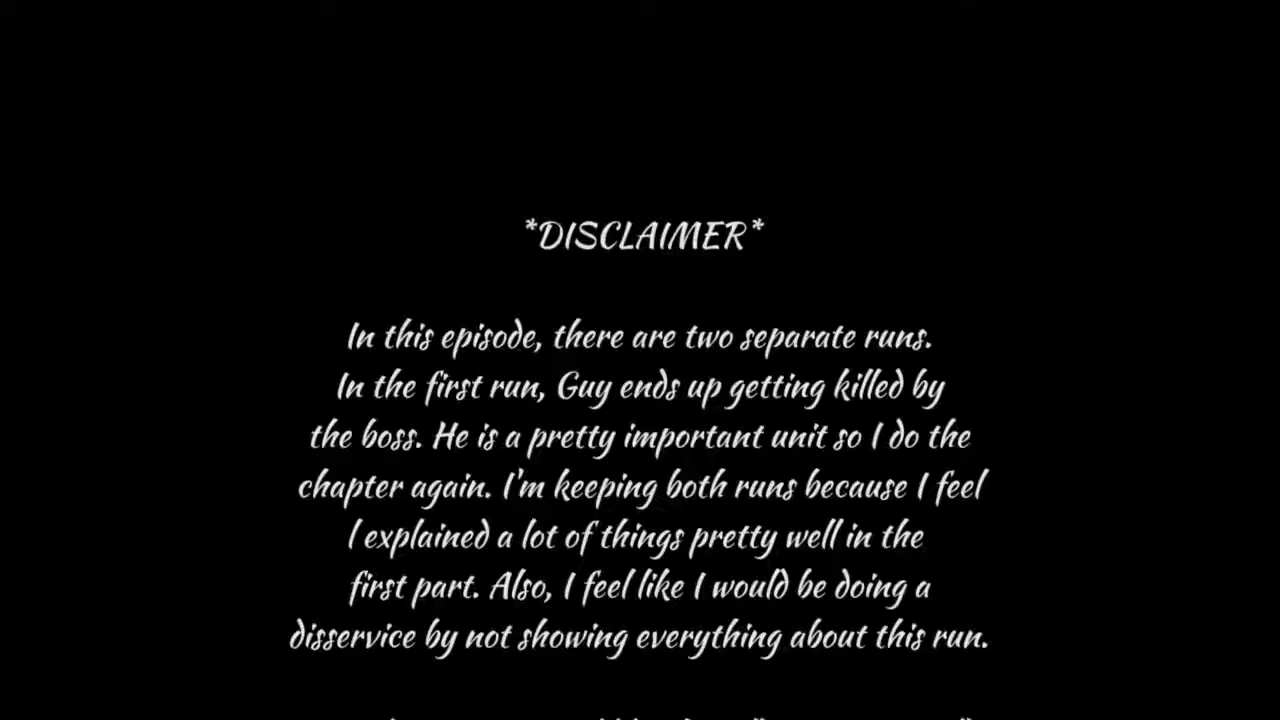 *DISCLAIMER*
In this episode, there are two separate runs.
In the first run, Guy ends up getting killed by
the boss. He is a pretty important unit so I do the
chapter again. I'm keeping both runs because I feel
I explained a lot of things pretty well in the
first part. Also, I feel like I would be doing a
disservice by not showing everything about this run.